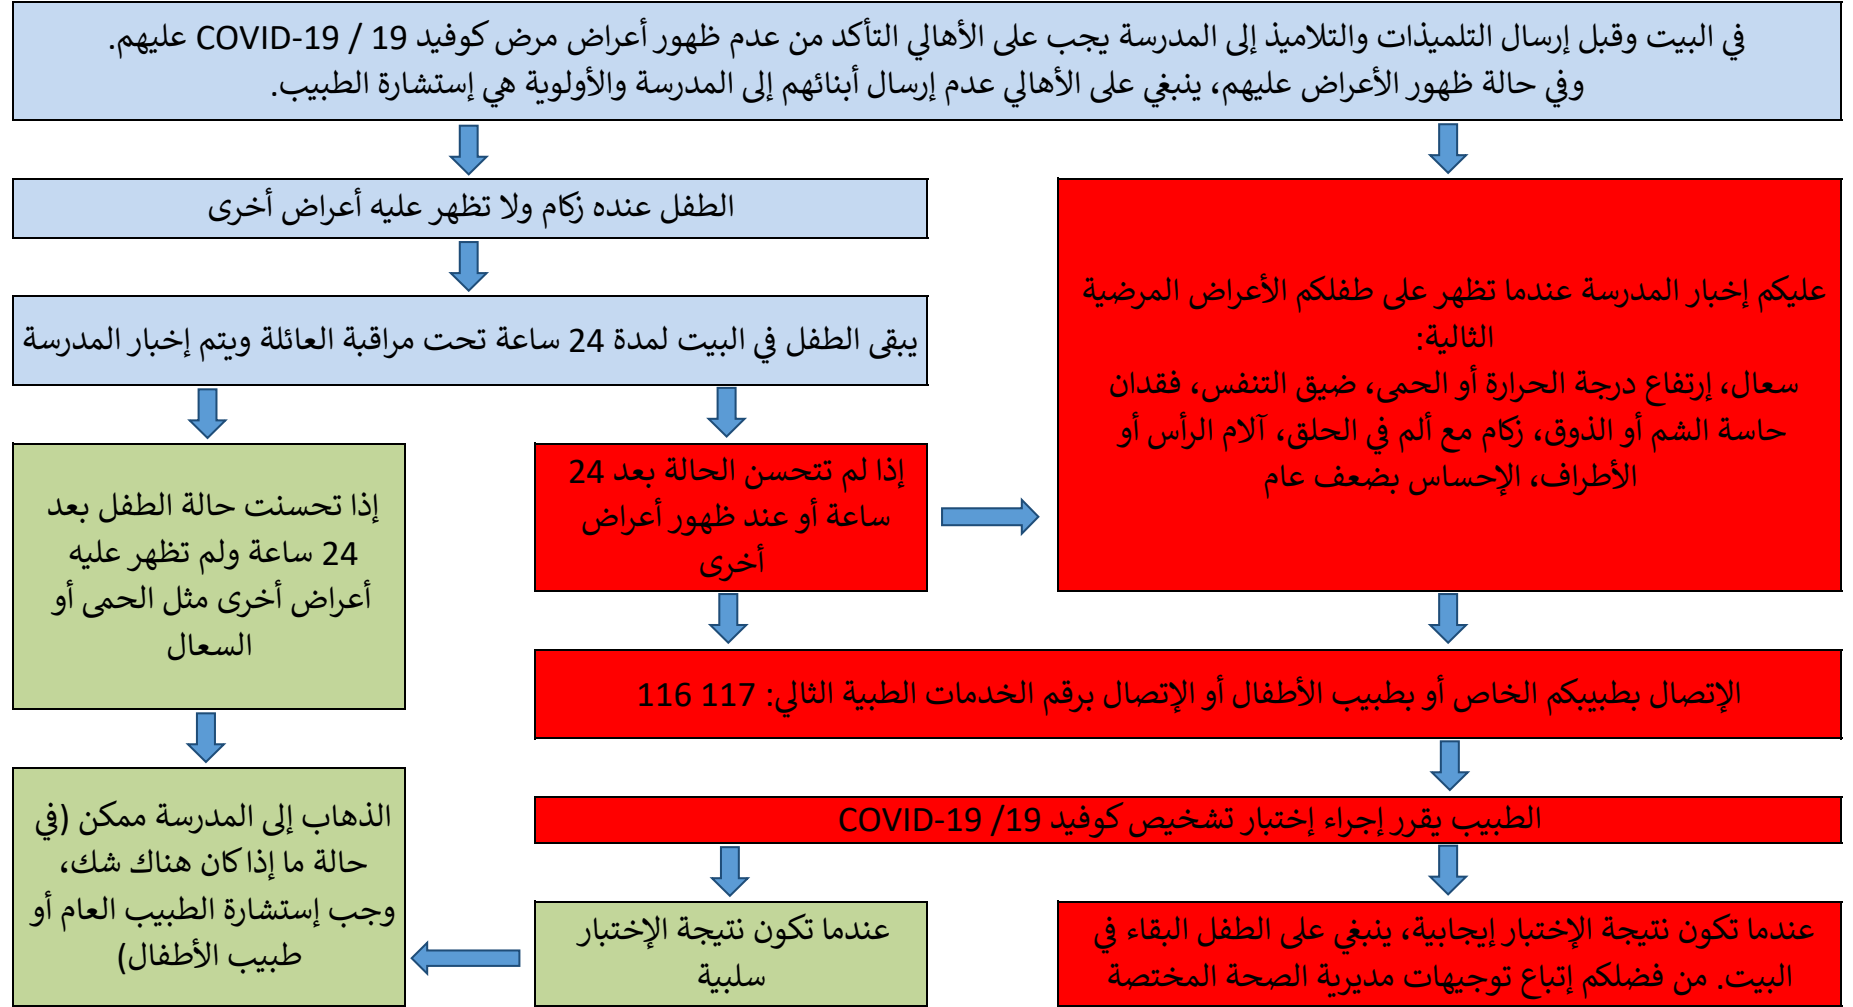 في البيت وقبل إرسال التلميذات والتلاميذ إلى المدرسة يجب على الأهالي التأكد من عدم ظهور أعراض مرض كوفيد 19 / COVID-19 عليهم.
وفي حالة ظهور الأعراض عليهم، ينبغي على الأهالي عدم إرسال أبنائهم إلى المدرسة والأولوية هي إستشارة الطبيب.
الطفل عنده زكام ولا تظهر عليه أعراض أخرى
يبقى الطفل في البيت لمدة 24 ساعة تحت مراقبة العائلة ويتم إخبار المدرسة
عليكم إخبار المدرسة عندما تظهر على طفلكم الأعراض المرضية
الثالية:
سعال، إرتفاع درجة الحرارة أو الحمى، ضيق التنفس، فقدان
حاسة الشم أو الذوق، زكام مع ألم في الحلق، آلام الرأس أو
الأطراف، الإحساس بضعف عام
إذا لم تتحسن الحالة بعد 24
ساعة أو عند ظهور أعراض
أخرى
إذا تحسنت حالة الطفل بعد
24 ساعة ولم تظهر عليه
أعراض أخرى مثل الحمى أو
السعال
الإتصال بطبيبكم الخاص أو بطبيب الأطفال أو الإتصال برقم الخدمات الطبية الثالي: 117 116
الطبيب يقرر إجراء إختبار تشخيص كوفيد 19/ COVID-19
عندما تكون نتيجة الإختبار إيجابية، ينبغي على الطفل البقاء في
البيت. من فضلكم إتباع توجيهات مديرية الصحة المختصة
عندما تكون نتيجة الإختبار
سلبية
الذهاب إلى المدرسة ممكن (في
حالة ما إذا كان هناك شك،
وجب إستشارة الطبيب العام أو
طبيب الأطفال)